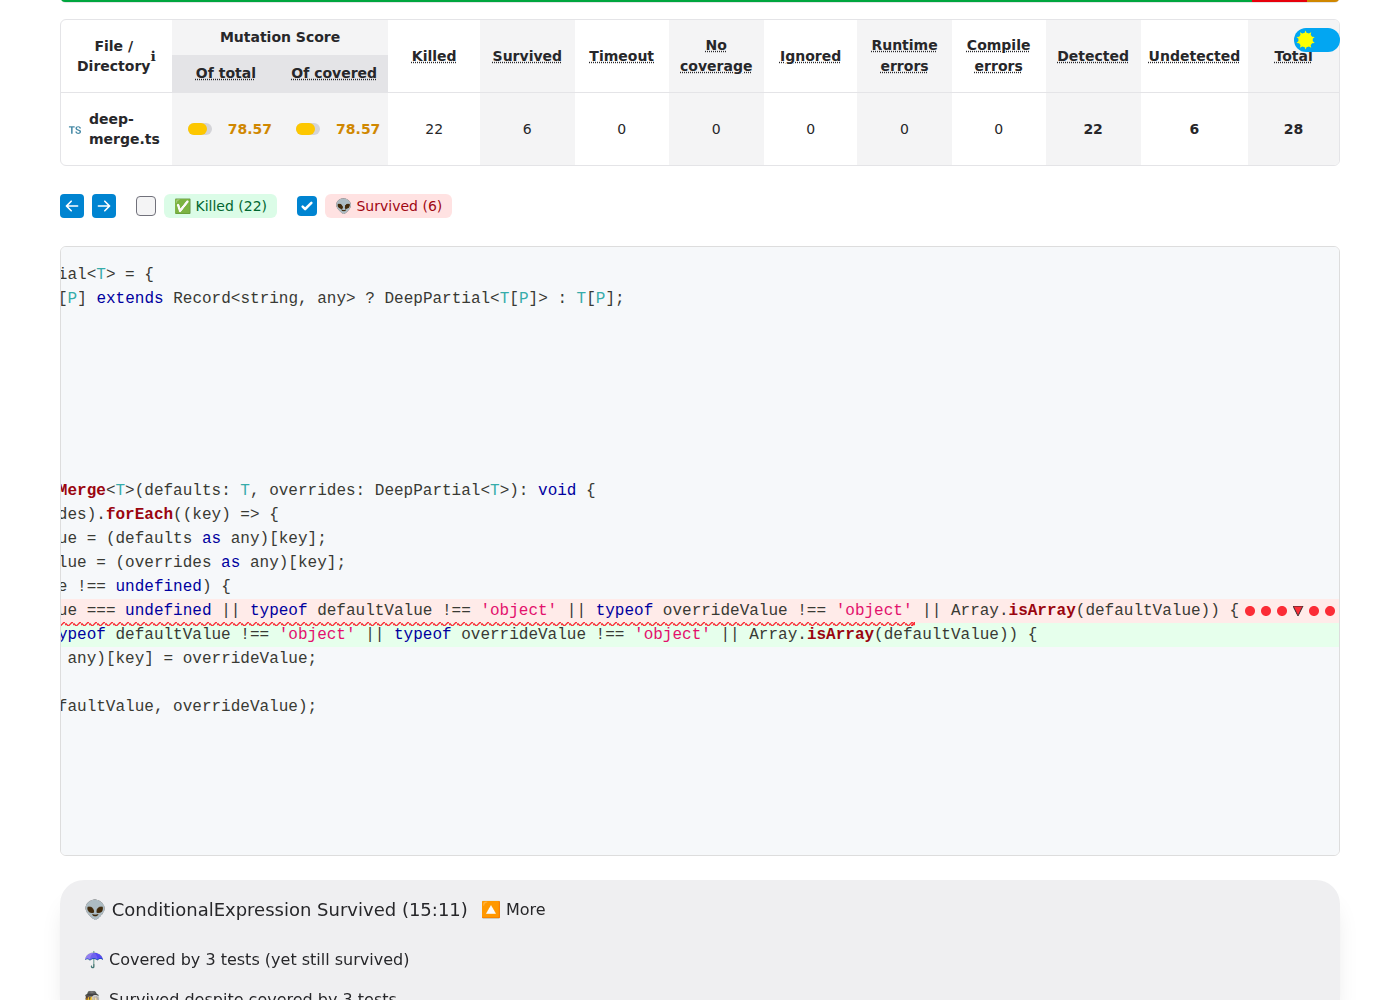 File / Directory ℹ Mutation Score Killed Survived Timeout No coverage Ignored Runtime errors Compile errors Detected Undetected Total
Of total Of covered
TS deep-merge.ts 78.57 78.57 22 6 0 0 0 0 0 22 6 28
✅ Killed (22) 👽 Survived (6)
ial<T> = {
[P] extends Record<string, any> ? DeepPartial<T[P]> : T[P];
Merge<T>(defaults: T, overrides: DeepPartial<T>): void {
des).forEach((key) => {
ue = (defaults as any)[key];
lue = (overrides as any)[key];
e !== undefined) {
ue === undefined || typeof defaultValue !== 'object' || typeof overrideValue !== 'object' || Array.isArray(defaultValue)) {
ypeof defaultValue !== 'object' || typeof overrideValue !== 'object' || Array.isArray(defaultValue)) {
any)[key] = overrideValue;
faultValue, overrideValue);
👽 ConditionalExpression Survived (15:11) 🔼 More
☂️ Covered by 3 tests (yet still survived)
Survived despite covered by 3 tests